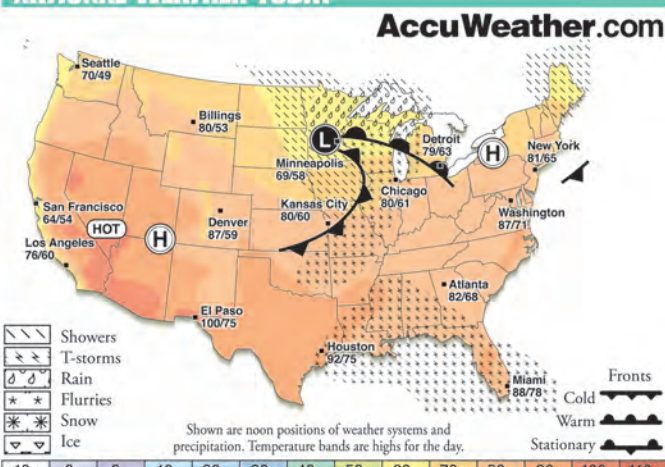 NATIONAL WEATHER TODAY
AccuWeather.com
Seattle
70/49
Billings
80/53
Minneapolis
69/58
L
Detroit
79/63
H
New York
81/65
San Francisco
64/54
HOT
H
Denver
87/59
Kansas City
80/60
Chicago
80/61
Washington
87/71
Los Angeles
76/60
El Paso
100/75
Atlanta
82/68
Houston
92/75
Miami
88/78
Showers
T-storms
Rain
Flurries
Snow
Ice
Shown are noon positions of weather systems and
precipitation. Temperature bands are highs for the day.
Fronts
Cold
Warm
Stationary